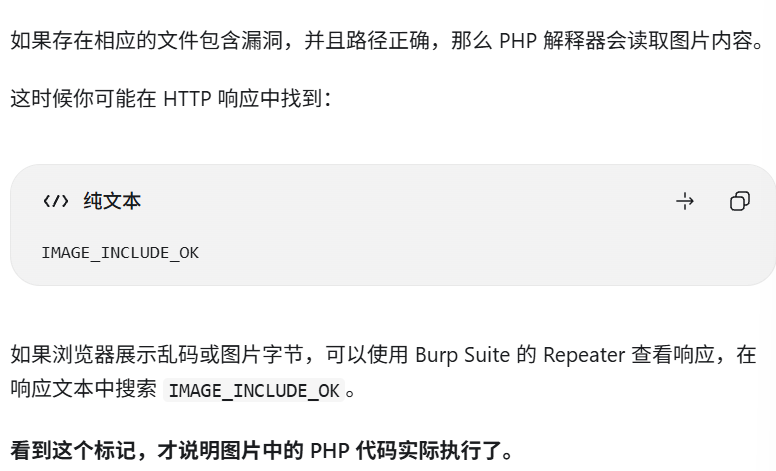 如果存在相应的文件包含漏洞，并且路径正确，那么 PHP 解释器会读取图片内容。
这时候你可能在 HTTP 响应中找到：
纯文本
IMAGE_INCLUDE_OK
如果浏览器展示乱码或图片字节，可以使用 Burp Suite 的 Repeater 查看响应，在
响应文本中搜索 IMAGE_INCLUDE_OK。
看到这个标记，才说明图片中的 PHP 代码实际执行了。